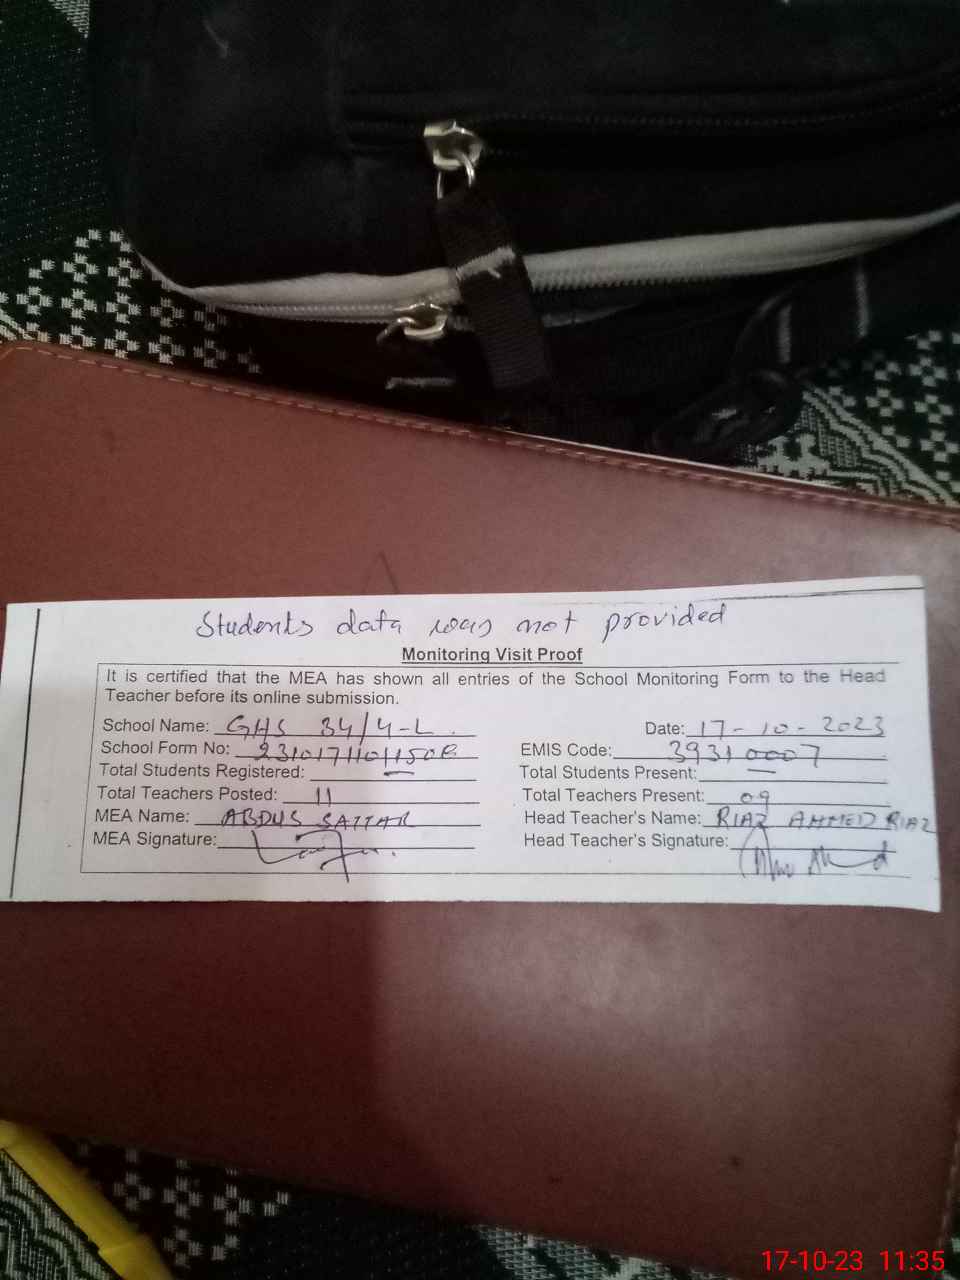 Students data was not provided
Monitoring Visit Proof
It is certified that the MEA has shown all entries of the School Monitoring Form to the Head
Teacher before its online submission.
School Name: GHS 34/4-L. Date: 17-10-2023
School Form No: EMIS Code: 39310007
Total Students Registered: — Total Students Present: —
Total Teachers Posted: 11 Total Teachers Present: 09
MEA Name: ABDUS SATTAR Head Teacher's Name: RIAZ AHMED RIAZ
MEA Signature: Head Teacher's Signature:
17-10-23 11:35